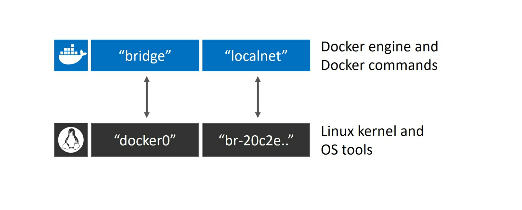 “bridge”
“localnet”
Docker engine and
Docker commands
“docker0”
“br-20c2e..”
Linux kernel and
OS tools